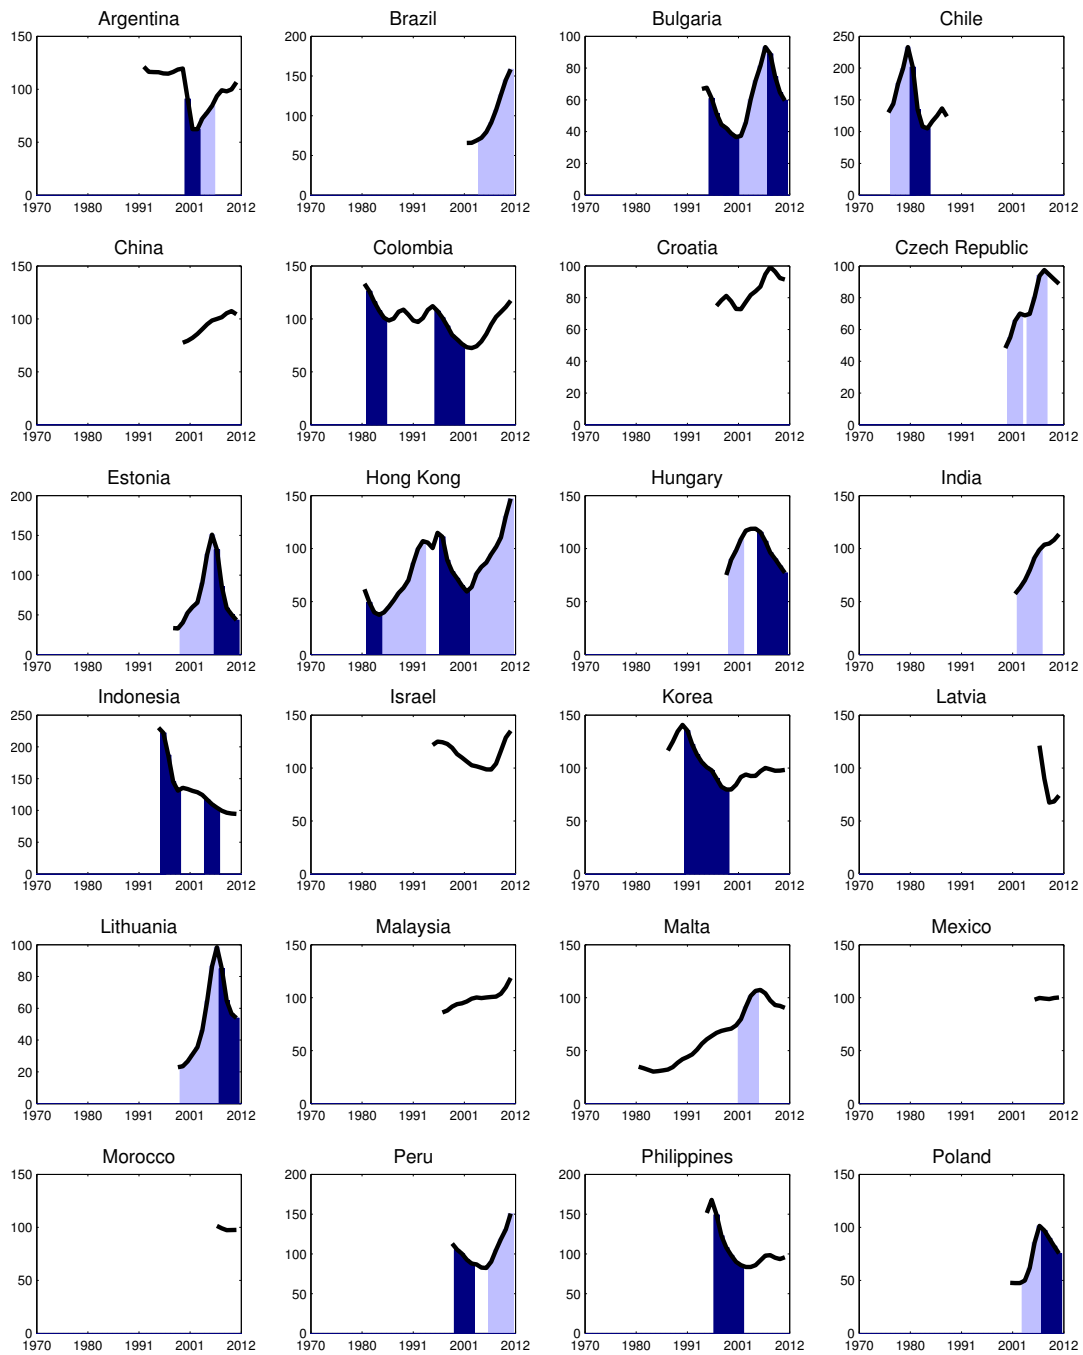 Argentina Brazil Bulgaria Chile
150 200 100 250
80 200
100 150
60 150
100
40 100
50 50
20 50
0 0 0 0
1970 1980 1991 2001 2012 1970 1980 1991 2001 2012 1970 1980 1991 2001 2012 1970 1980 1991 2001 2012
China Colombia Croatia Czech Republic
150 150 100 100
80 80
100 100
60 60
40 40
50 50
20 20
0 0 0 0
1970 1980 1991 2001 2012 1970 1980 1991 2001 2012 1970 1980 1991 2001 2012 1970 1980 1991 2001 2012
Estonia Hong Kong Hungary India
200 150 150 150
150
100 100 100
100
50 50 50
50
0 0 0 0
1970 1980 1991 2001 2012 1970 1980 1991 2001 2012 1970 1980 1991 2001 2012 1970 1980 1991 2001 2012
Indonesia Israel Korea Latvia
250 150 150 150
200
100 100 100
150
100
50 50 50
50
0 0 0 0
1970 1980 1991 2001 2012 1970 1980 1991 2001 2012 1970 1980 1991 2001 2012 1970 1980 1991 2001 2012
Lithuania Malaysia Malta Mexico
100 150 150 150
80
100 100 100
60
40
50 50 50
20
0 0 0 0
1970 1980 1991 2001 2012 1970 1980 1991 2001 2012 1970 1980 1991 2001 2012 1970 1980 1991 2001 2012
Morocco Peru Philippines Poland
150 200 200 150
150 150
100 100
100 100
50 50
50 50
0 0 0 0
1970 1980 1991 2001 2012 1970 1980 1991 2001 2012 1970 1980 1991 2001 2012 1970 1980 1991 2001 2012